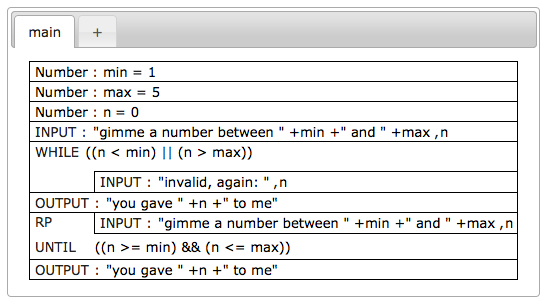 main +
Number : min = 1
Number : max = 5
Number : n = 0
INPUT : "gimme a number between " +min +" and " +max ,n
WHILE ((n < min) || (n > max))
INPUT : "invalid, again: " ,n
OUTPUT : "you gave " +n +" to me"
RP INPUT : "gimme a number between " +min +" and " +max ,n
UNTIL ((n >= min) && (n <= max))
OUTPUT : "you gave " +n +" to me"